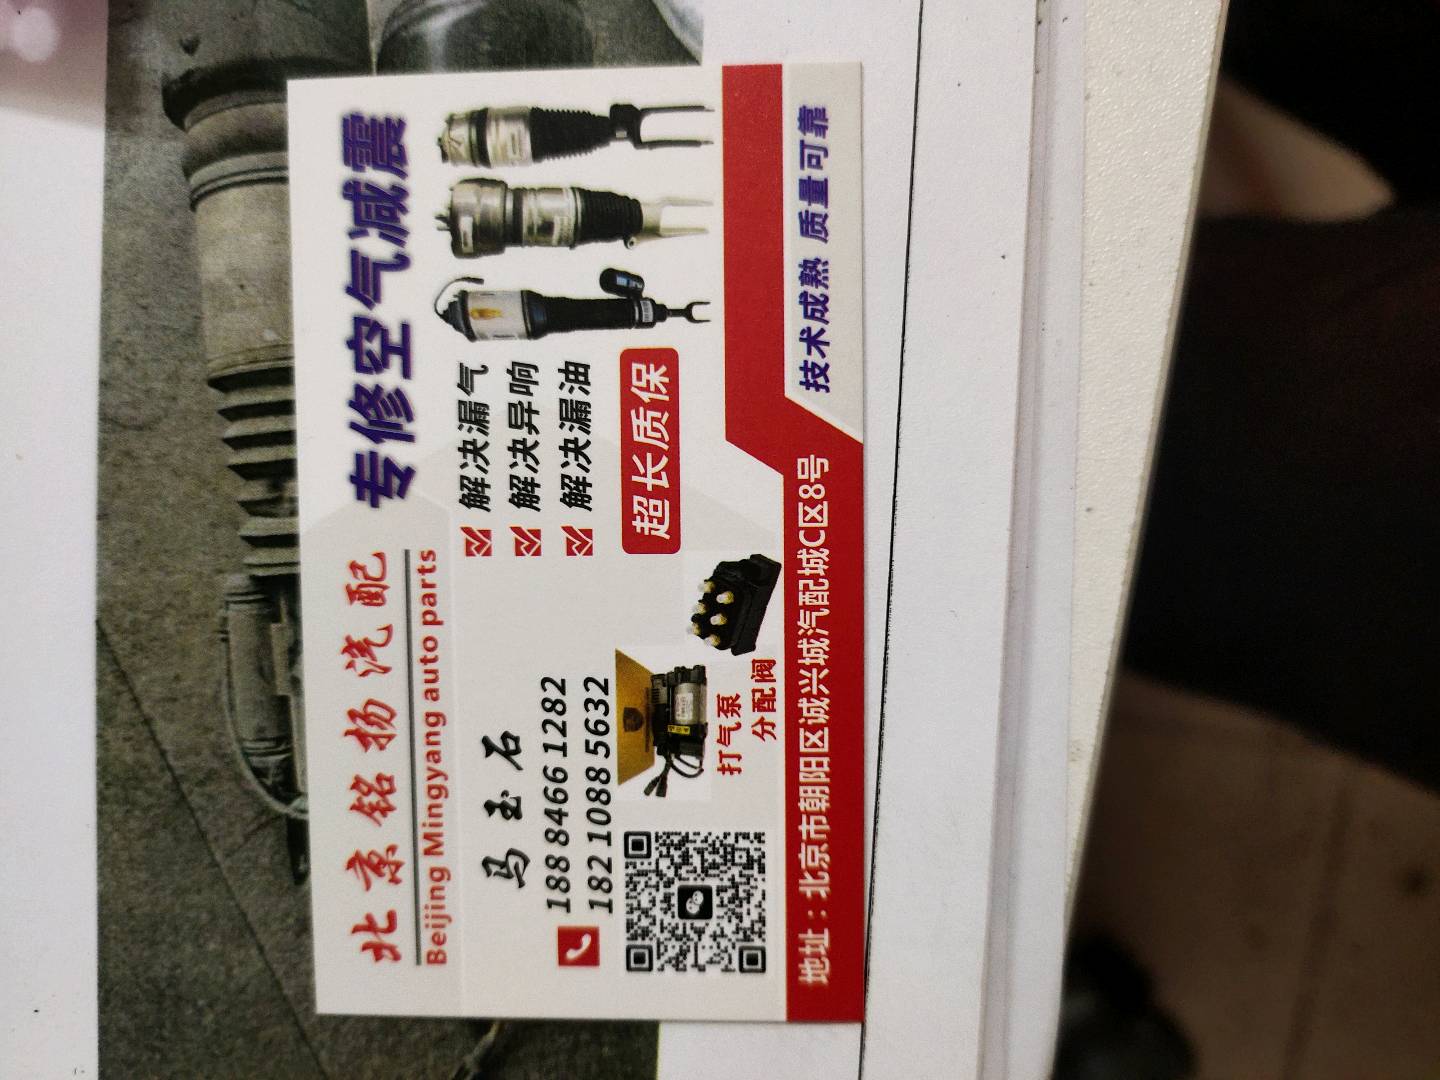 北京铭扬汽配
Beijing Mingyang auto parts
专修空气减震
马玉石
188 8466 1282
182 1088 5632
解决漏气
解决异响
解决漏油
超长质保
打气泵
分配阀
技术成熟 质量可靠
地址：北京市朝阳区诚兴城汽配城C区8号